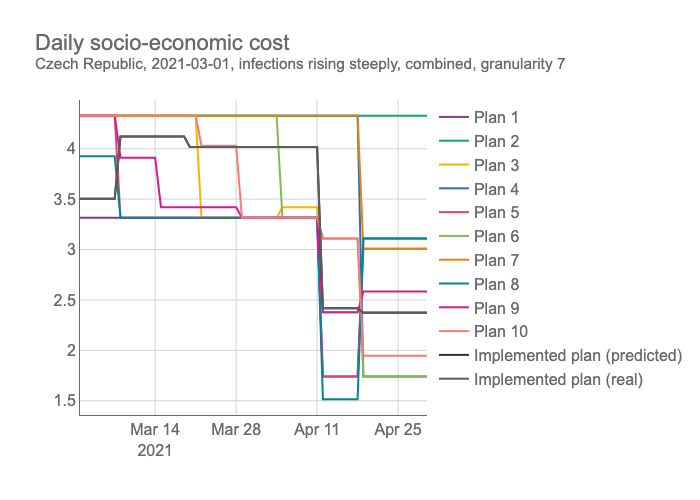 Daily socio-economic cost
Czech Republic, 2021-03-01, infections rising steeply, combined, granularity 7
4
3.5
3
2.5
2
1.5
Mar 14
2021
Mar 28
Apr 11
Apr 25
Plan 1
Plan 2
Plan 3
Plan 4
Plan 5
Plan 6
Plan 7
Plan 8
Plan 9
Plan 10
Implemented plan (predicted)
Implemented plan (real)